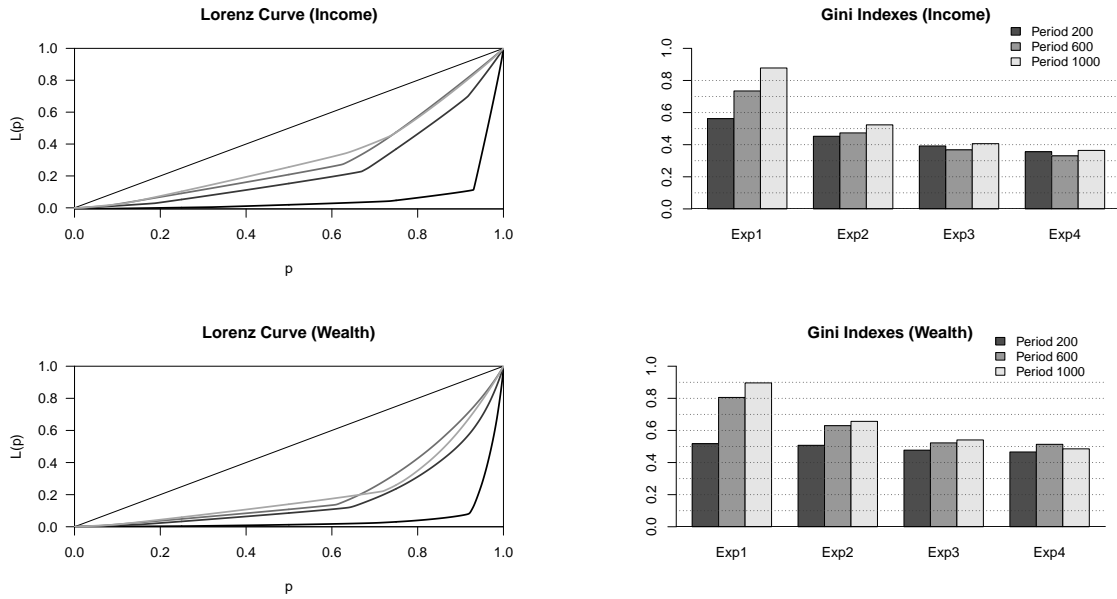 Lorenz Curve (Income)
L(p)
1.0
0.8
0.6
0.4
0.2
0.0
0.0 0.2 0.4 0.6 0.8 1.0
p
Gini Indexes (Income)
Period 200
Period 600
Period 1000
1.0
0.8
0.6
0.4
0.2
0.0
Exp1 Exp2 Exp3 Exp4
Lorenz Curve (Wealth)
L(p)
1.0
0.8
0.6
0.4
0.2
0.0
0.0 0.2 0.4 0.6 0.8 1.0
p
Gini Indexes (Wealth)
Period 200
Period 600
Period 1000
1.0
0.8
0.6
0.4
0.2
0.0
Exp1 Exp2 Exp3 Exp4